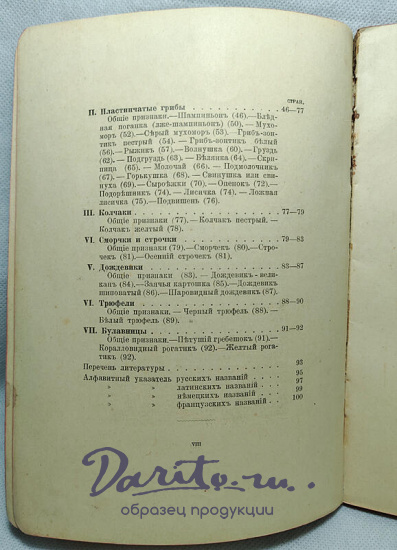 СТРАН.
II. Пластинчатые грибы . . . . . . . . . . 46—77
Общіе признаки.—Шампиньонъ (46).—Блѣд-
ная поганка (лже-шампиньонъ) (50).—Мухо-
моръ (52).—Сѣрый мухоморъ (53).—Грибъ-зон-
тикъ пестрый (54).—Грибъ-зонтикъ бѣлый
(56).—Рыжикъ (57).—Волнушка (60).—Груздь
(62).—Подгруздь (63).—Бѣлянка (64).—Скри-
пица (65).—Молочай (67).—Подмолочникъ
(67).—Горькушка (68).—Свинушка или сви-
нуха (69).—Сыроѣжки (70).—Опенокъ (72).—
Подорѣшникъ (74).—Лисичка (74).—Ложная
лисичка (75).—Подвишень (76)
III. Колчаки . . . . . . . . . . 77—79
Общіе признаки (77).—Колчакъ пестрый.—
Колчакъ желтый (78).
VI. Сморчки и строчки . . . . . . . . . . 79—83
Общіе признаки (79).—Сморчекъ (80).—Стро-
чекъ (81).—Осенній строчекъ (81).
V. Дождевики . . . . . . . . . . 83—87
Общіе признаки (83). — Дождевикъ - вели-
канъ (84).—Заячья картошка (85).—Дождевикъ
шиповатый (86).—Шаровидный дождевикъ (87).
VI. Трюфели . . . . . . . . . . 88—90
Общіе признаки. — Черный трюфель (88). —
Бѣлый трюфель (89).
VII. Булавницы . . . . . . . . . . 91—92
Общіе признаки.—Пѣтушій гребешокъ (91).—
Коралловидный рогатикъ (92).—Желтый рога-
тикъ (92).
Перечень литературы . . . . . . . . . . 93
Алфавитный указатель русскихъ названій . . . . 95
» » латинскихъ названій . . . . 97
» » нѣмецкихъ названій . . . . 99
» » французскихъ названій . . . . 100
VIII
Darito.ru...
образец продукции